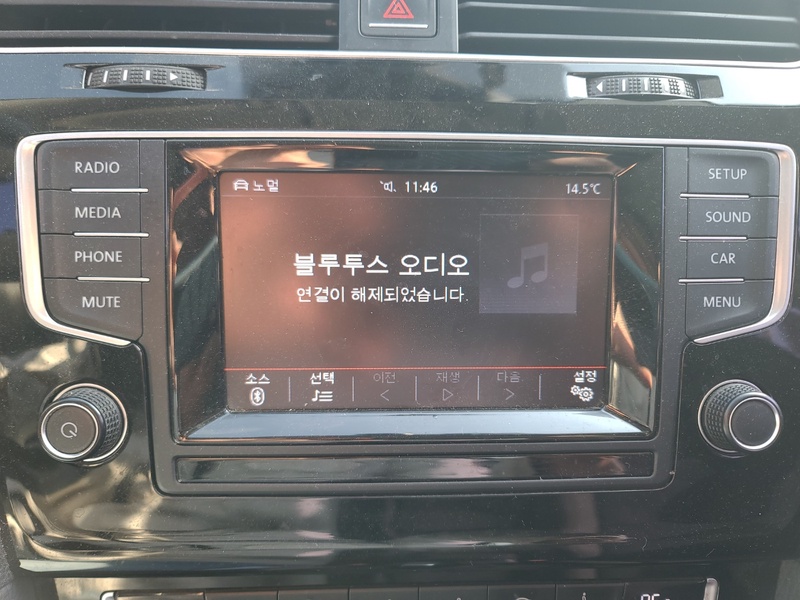 RADIO
MEDIA
PHONE
MUTE
노멀 11:46 14.5℃
블루투스 오디오
연결이 해제되었습니다.
소스 선택 이전 재생 다음 설정
SETUP
SOUND
CAR
MENU